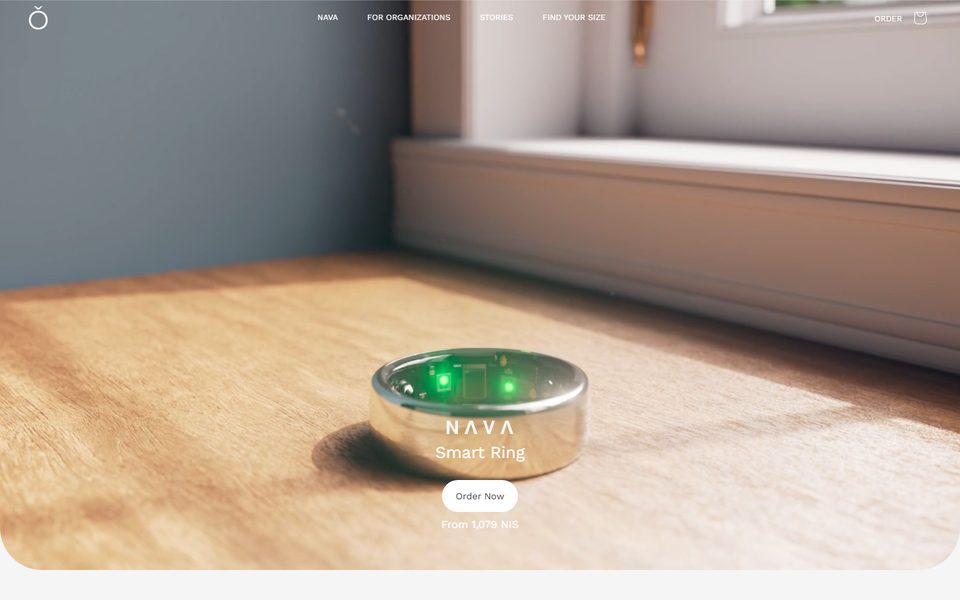 NAVA
FOR ORGANIZATIONS
STORIES
FIND YOUR SIZE
ORDER
NAVA
Smart Ring
Order Now
From 1,079 NIS